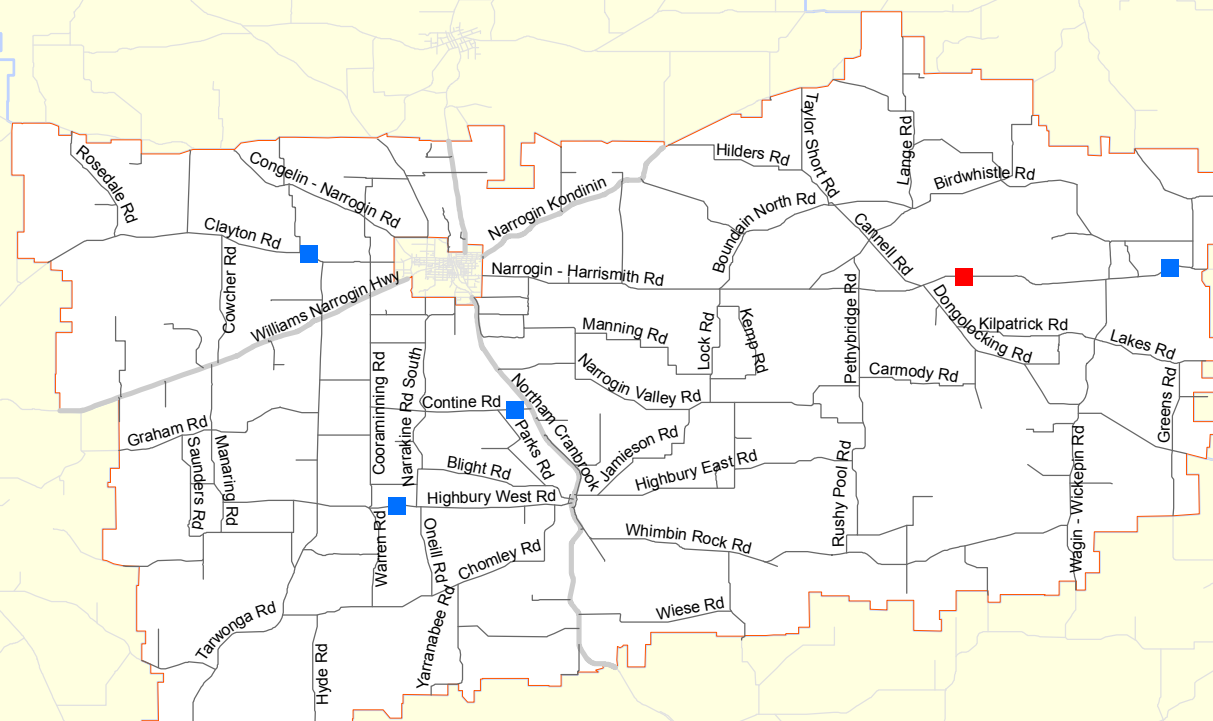 Hilders Rd
Taylor Short Rd
Lange Rd
Birdwhistle Rd
Rosedale Rd
Congelin - Narrogin Rd
Narrogin Kondinin
Boundain North Rd
Clayton Rd
Cannell Rd
Cowcher Rd
Williams Narrogin Hwy
Narrogin - Harrismith Rd
Pethybridge Rd
Dongolocking Rd
Kilpatrick Rd
Lakes Rd
Manning Rd
Lock Rd
Kemp Rd
Narrogin Valley Rd
Carmody Rd
Greens Rd
Cooraminning Rd
Narrakine Rd South
Contine Rd
Northam Cranbrook
Parks Rd
Graham Rd
Saunders Rd
Manaring Rd
Jamieson Rd
Blight Rd
Highbury East Rd
Highbury West Rd
Rushy Pool Rd
Wagin - Wickepin Rd
Warren Rd
Oneill Rd
Chomley Rd
Whimbin Rock Rd
Wiese Rd
Yarranabee Rd
Tarwonga Rd
Hyde Rd